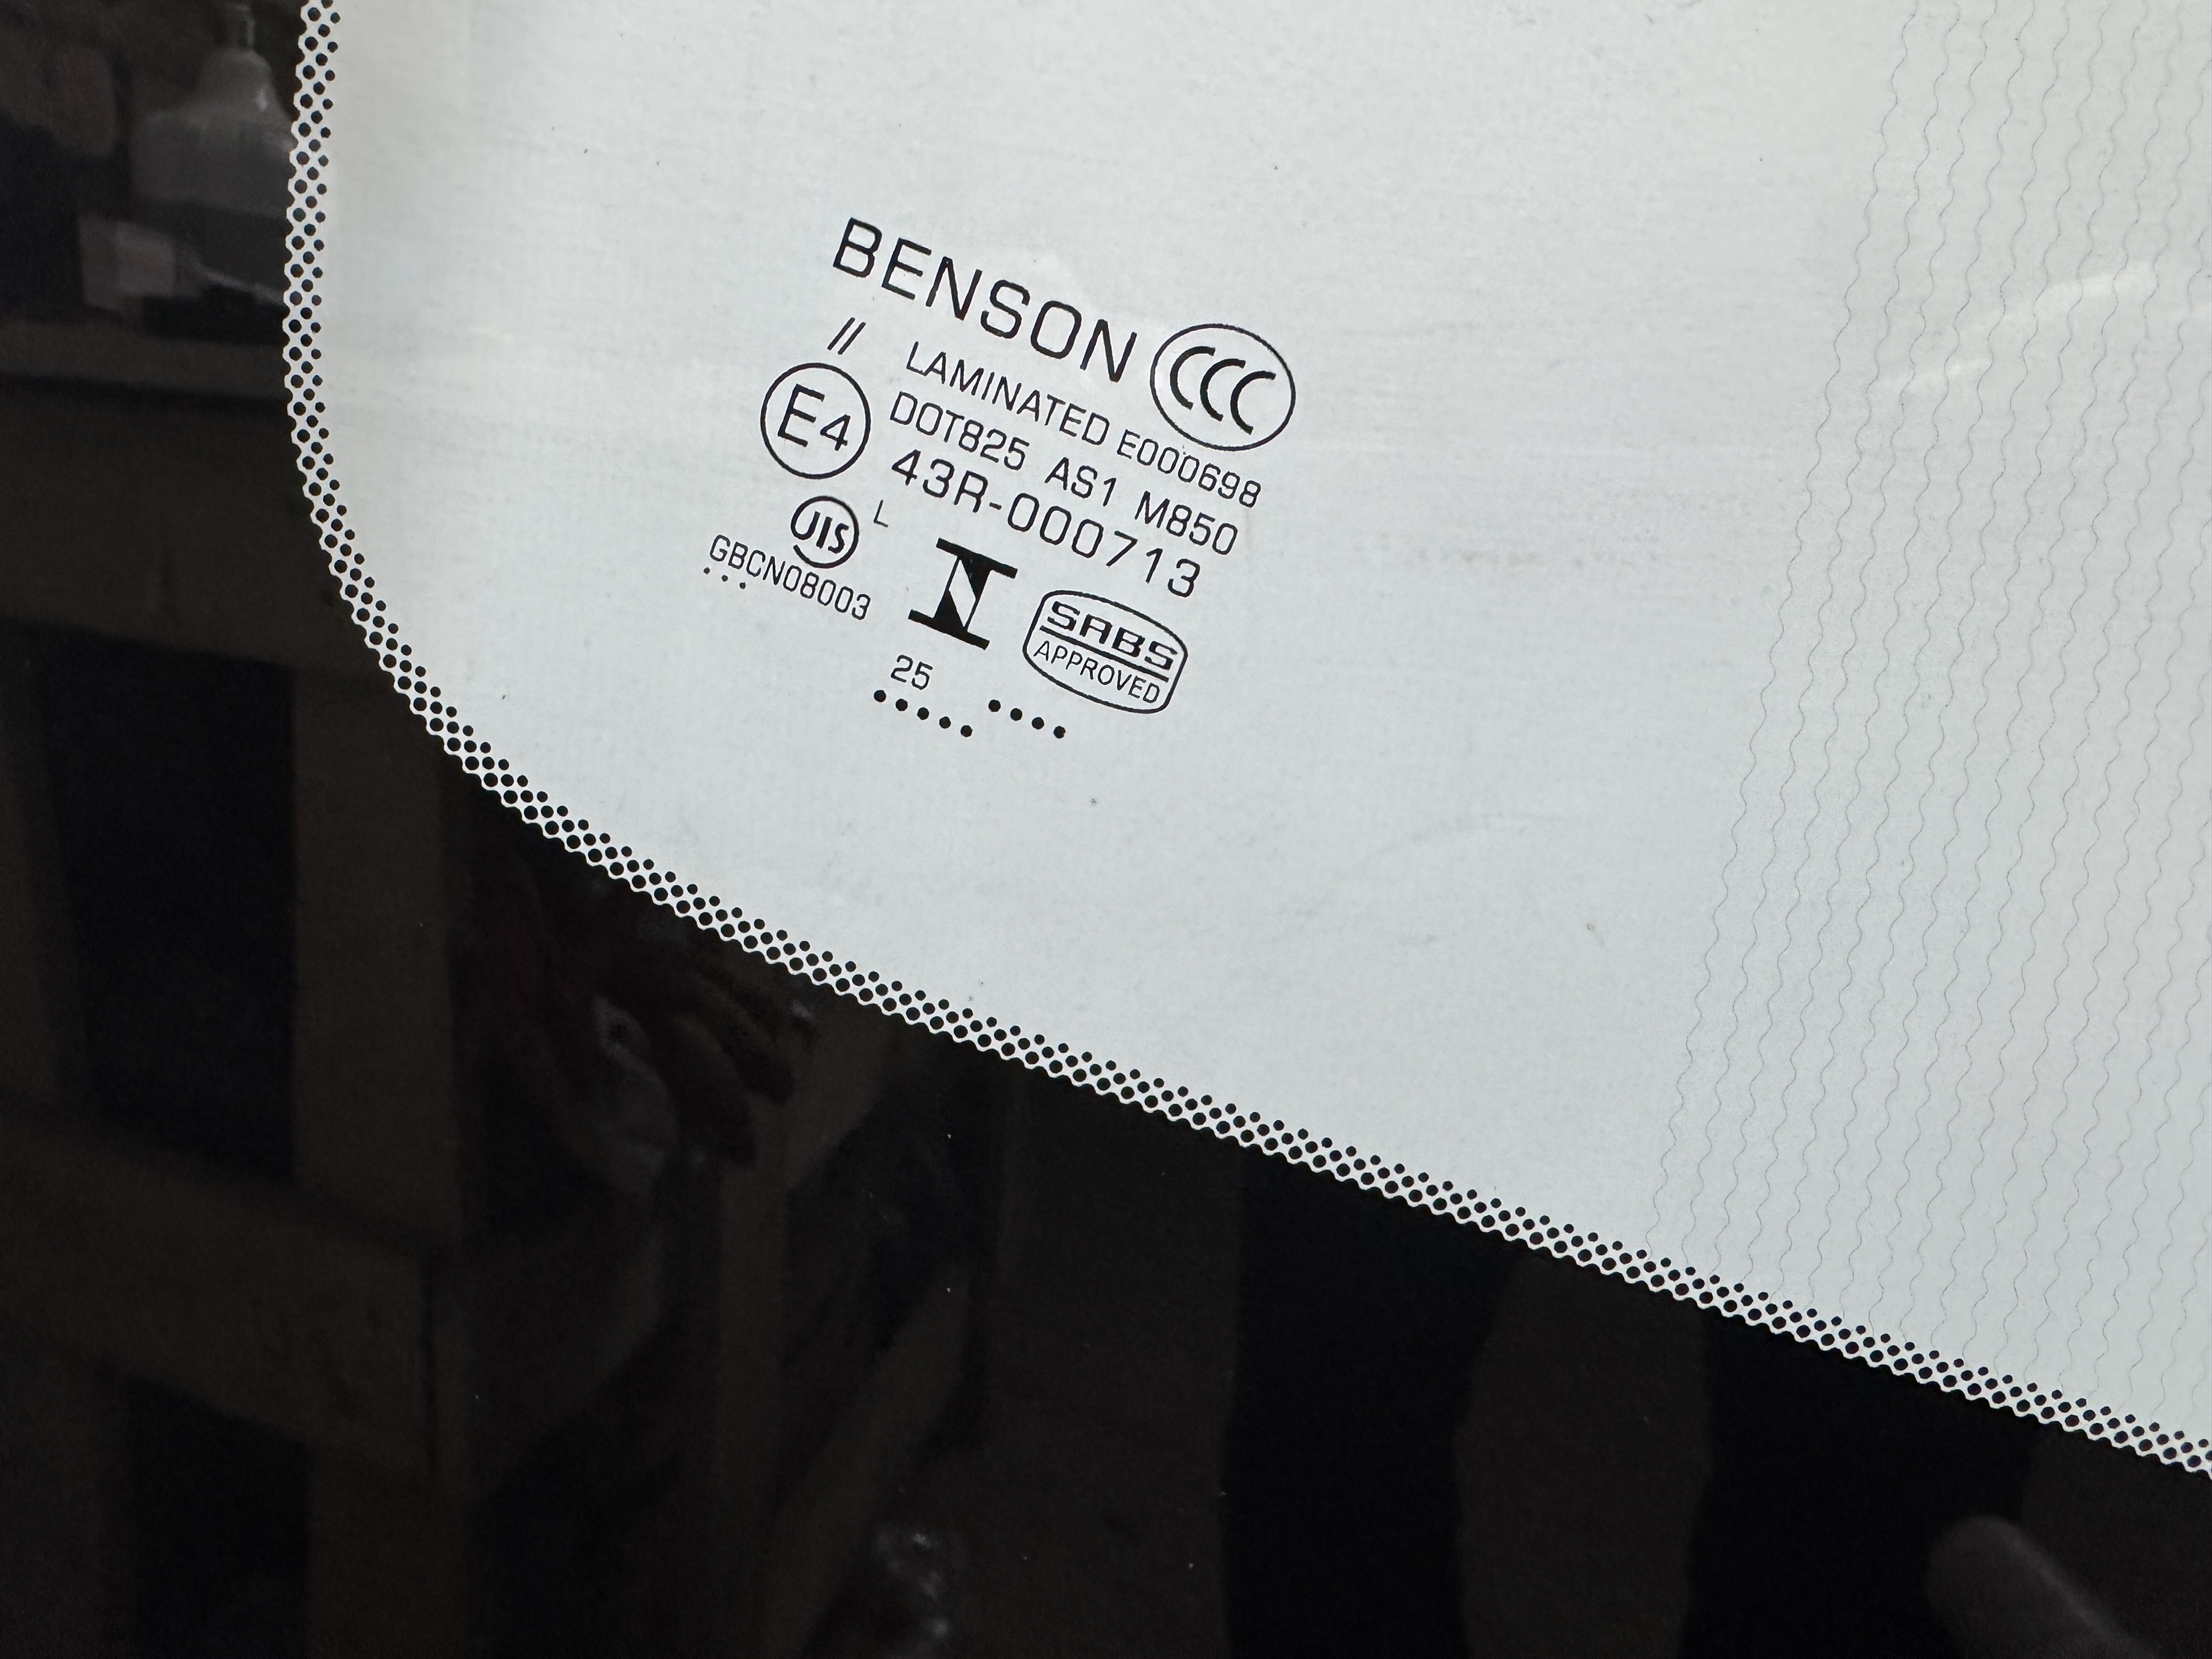 BENSON CCC
// LAMINATED E000698
E4 DOT825 AS1 M850
43R-000713
JIS L
GBCN08003
SABS
APPROVED
25